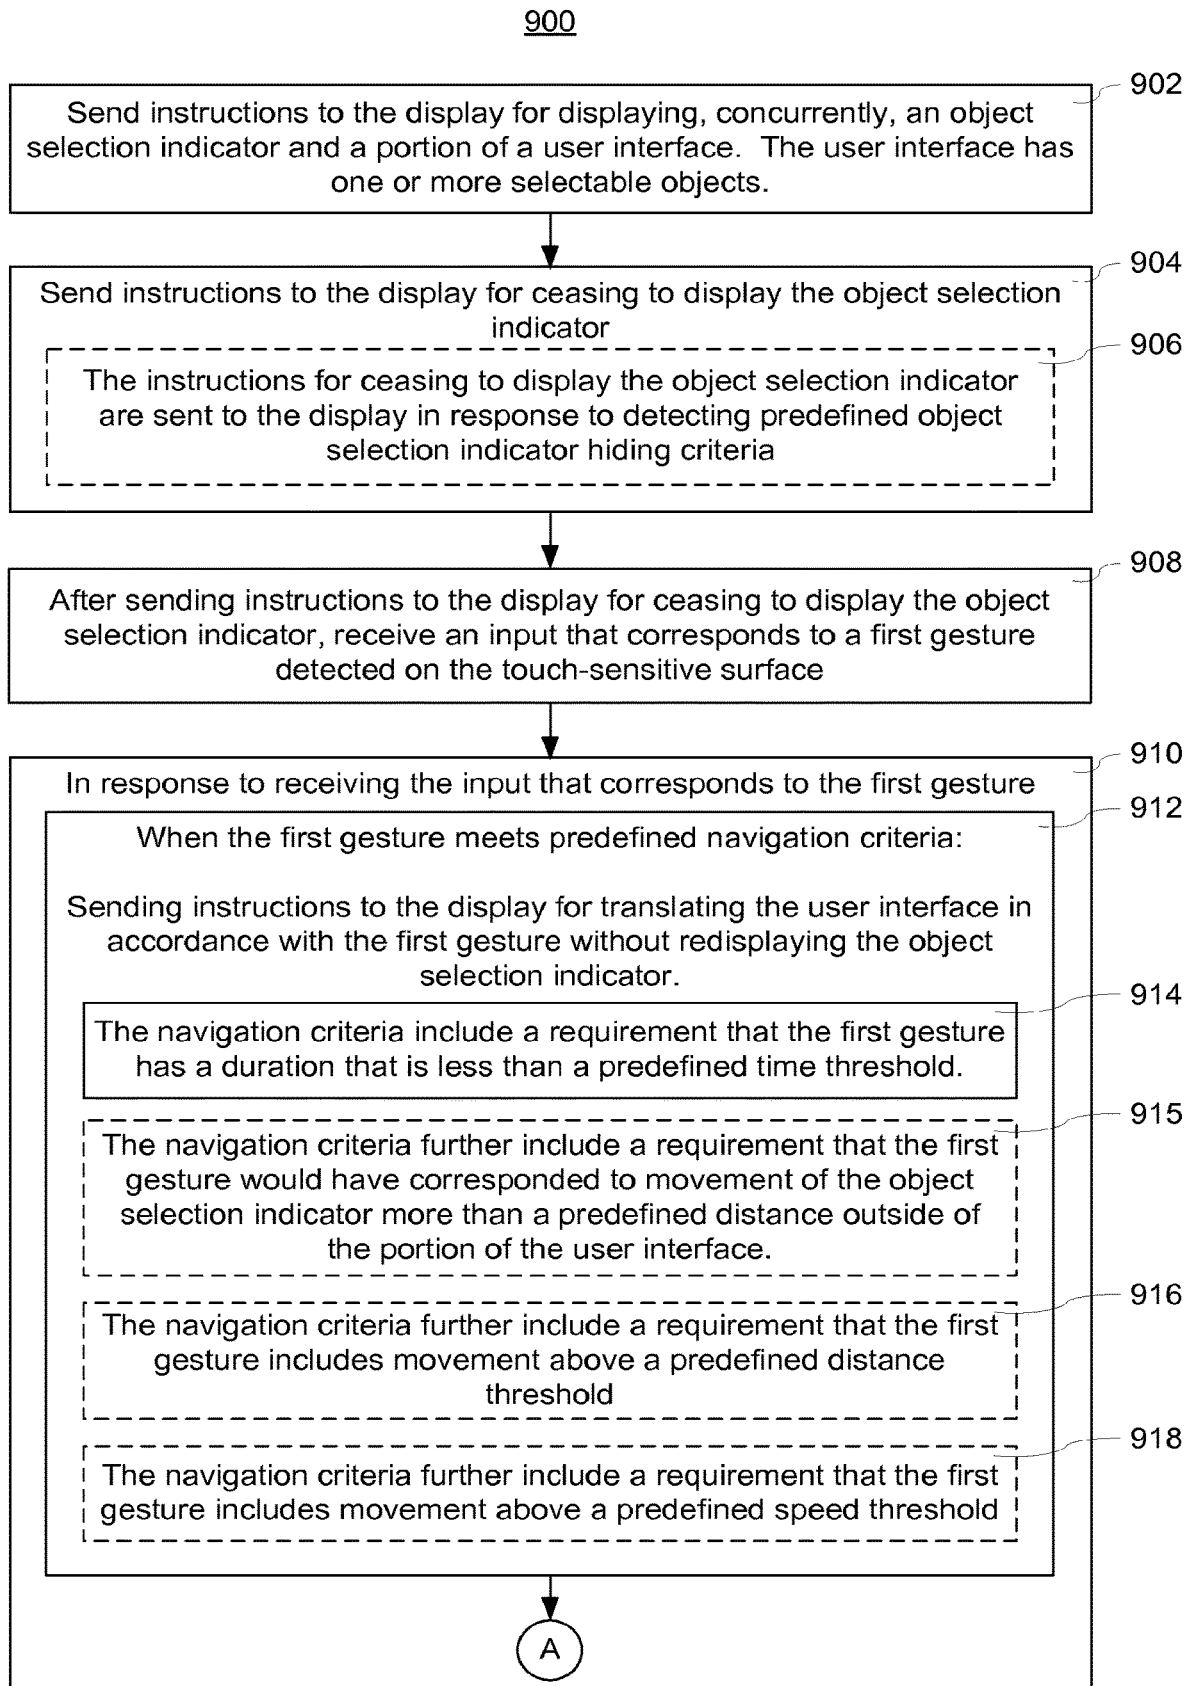 900
902
Send instructions to the display for displaying, concurrently, an object
selection indicator and a portion of a user interface. The user interface has
one or more selectable objects.
904
Send instructions to the display for ceasing to display the object selection
indicator
906
The instructions for ceasing to display the object selection indicator
are sent to the display in response to detecting predefined object
selection indicator hiding criteria
908
After sending instructions to the display for ceasing to display the object
selection indicator, receive an input that corresponds to a first gesture
detected on the touch-sensitive surface
910
In response to receiving the input that corresponds to the first gesture
912
When the first gesture meets predefined navigation criteria:
Sending instructions to the display for translating the user interface in
accordance with the first gesture without redisplaying the object
selection indicator.
914
The navigation criteria include a requirement that the first gesture
has a duration that is less than a predefined time threshold.
915
The navigation criteria further include a requirement that the first
gesture would have corresponded to movement of the object
selection indicator more than a predefined distance outside of
the portion of the user interface.
916
The navigation criteria further include a requirement that the first
gesture includes movement above a predefined distance
threshold
918
The navigation criteria further include a requirement that the first
gesture includes movement above a predefined speed threshold
A